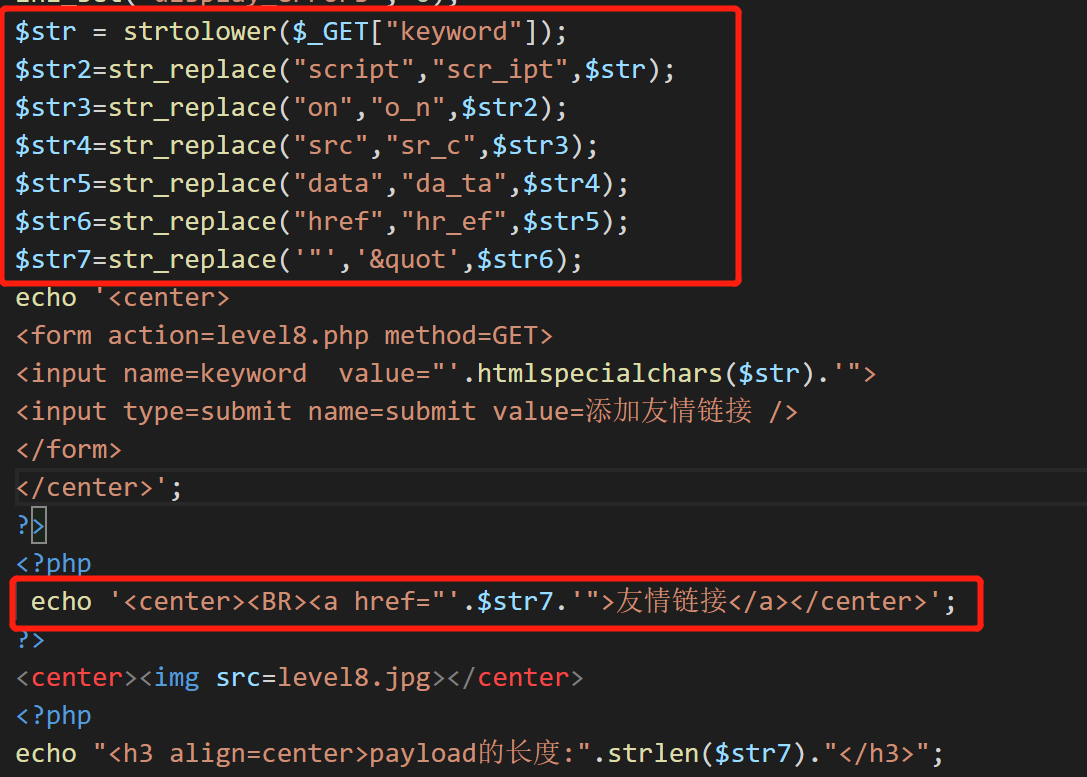 ini_set("display_errors", 0);
$str = strtolower($_GET["keyword"]);
$str2=str_replace("script","scr_ipt",$str);
$str3=str_replace("on","o_n",$str2);
$str4=str_replace("src","sr_c",$str3);
$str5=str_replace("data","da_ta",$str4);
$str6=str_replace("href","hr_ef",$str5);
$str7=str_replace('"','&quot',$str6);
echo '<center>
<form action=level8.php method=GET>
<input name=keyword  value="'.htmlspecialchars($str).'">
<input type=submit name=submit value=添加友情链接 />
</form>
</center>';
?>
<?php
 echo '<center><BR><a href="'.$str7.'">友情链接</a></center>';
?>
<center><img src=level8.jpg></center>
<?php
echo "<h3 align=center>payload的长度:".strlen($str7)."</h3>";